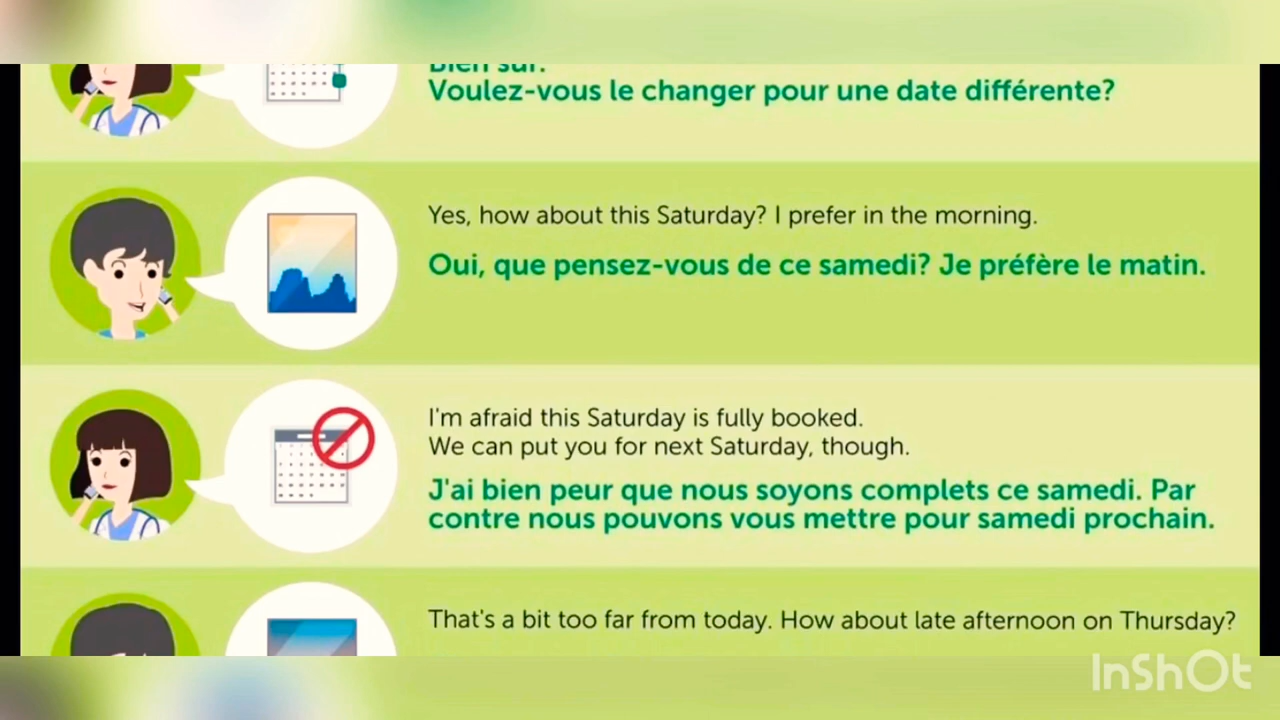 Bien sûr.
Voulez-vous le changer pour une date différente?
Yes, how about this Saturday? I prefer in the morning.
Oui, que pensez-vous de ce samedi? Je préfère le matin.
I'm afraid this Saturday is fully booked.
We can put you for next Saturday, though.
J'ai bien peur que nous soyons complets ce samedi. Par
contre nous pouvons vous mettre pour samedi prochain.
That's a bit too far from today. How about late afternoon on Thursday?
InShOt